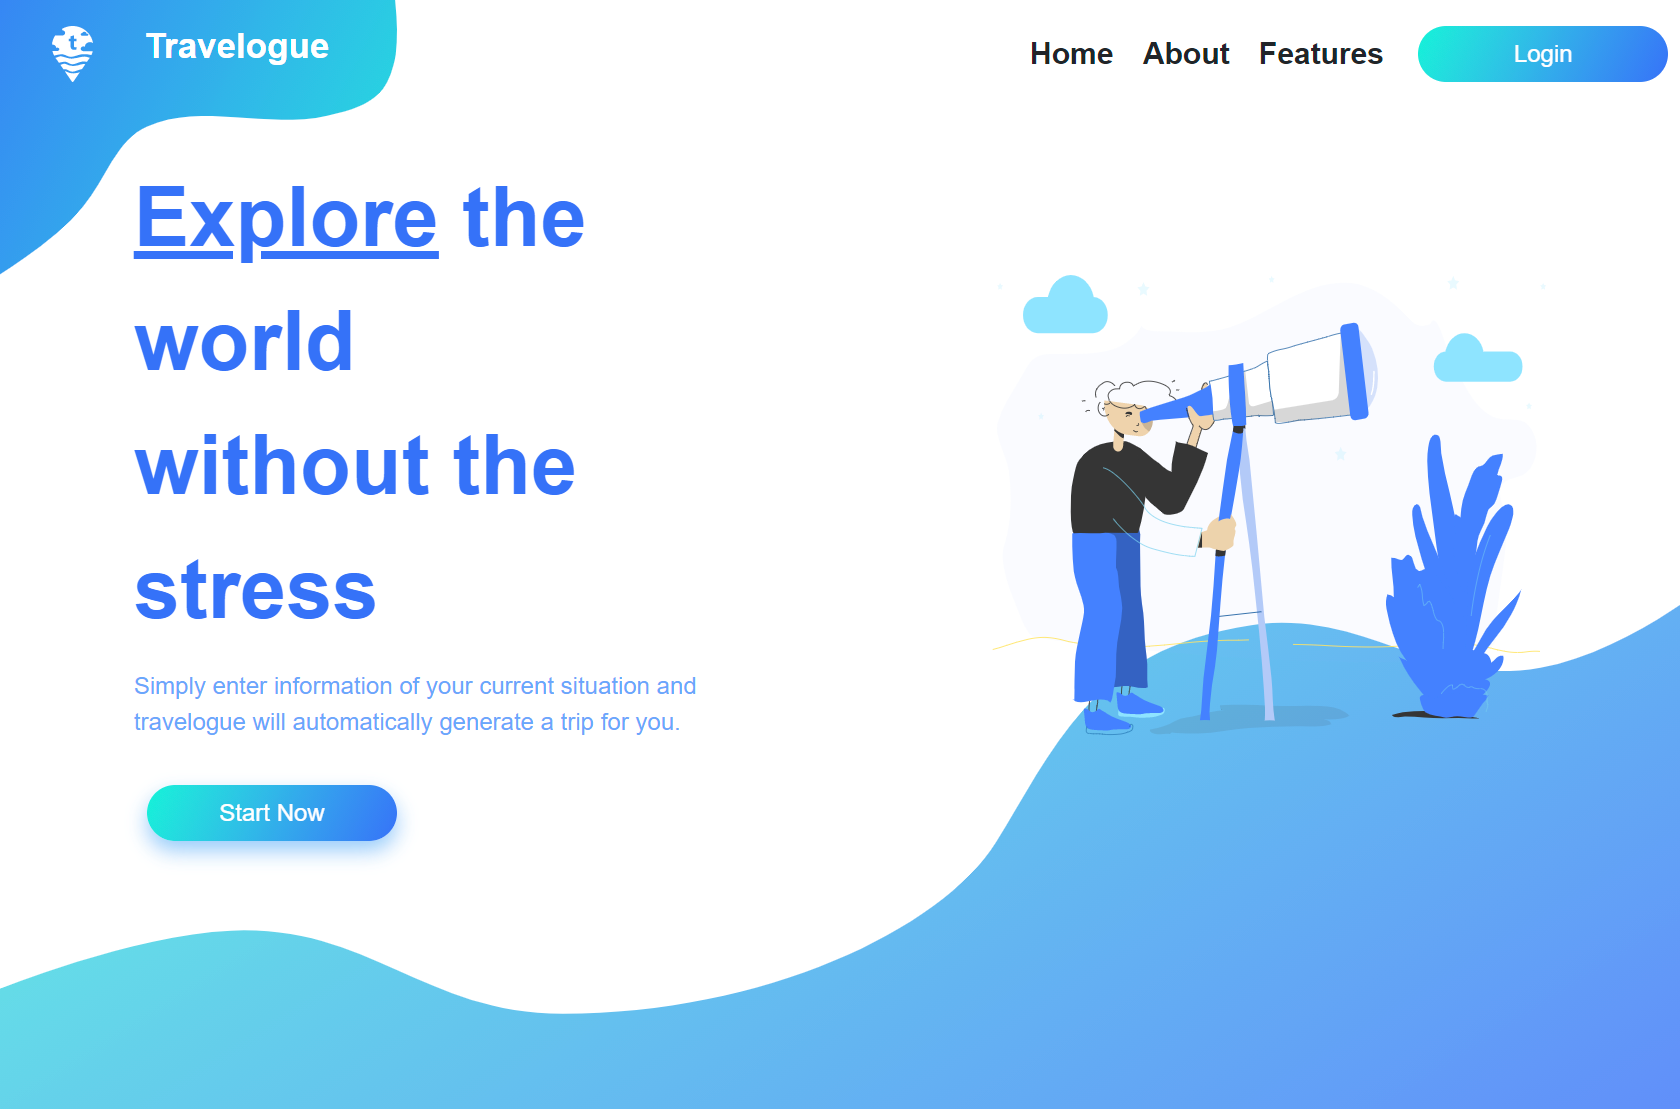 t
Travelogue
Home About Features Login
Explore the
world
without the
stress
Simply enter information of your current situation and
travelogue will automatically generate a trip for you.
Start Now